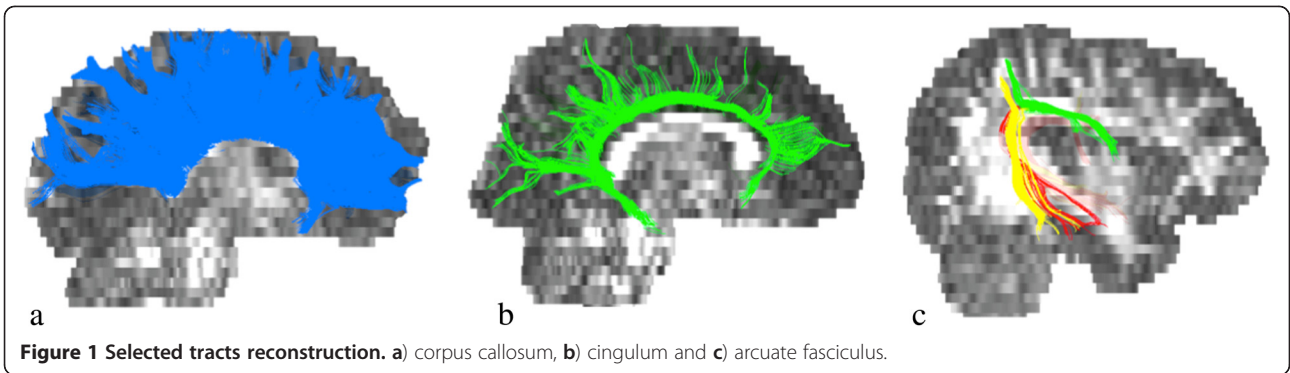 a
b
c
Figure 1 Selected tracts reconstruction. a) corpus callosum, b) cingulum and c) arcuate fasciculus.